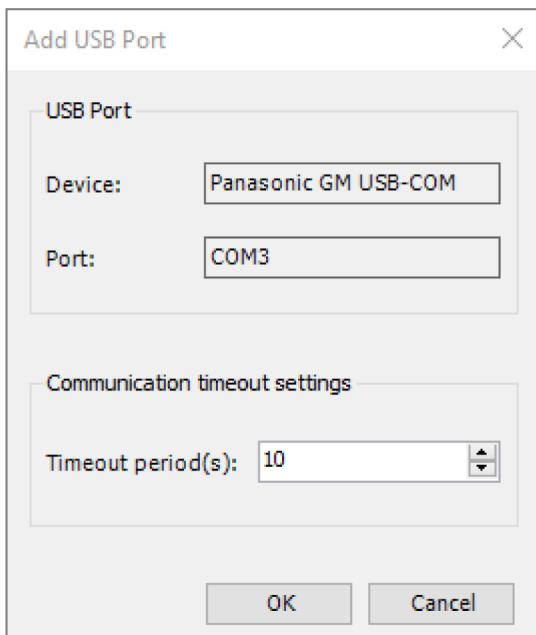 Add USB Port
USB Port
Device: Panasonic GM USB-COM
Port: COM3
Communication timeout settings
Timeout period(s): 10
OK Cancel